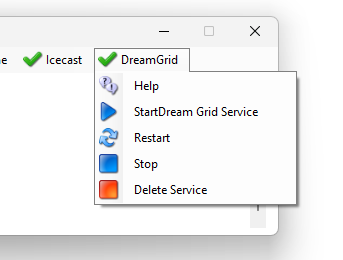 Icecast DreamGrid
Help
StartDream Grid Service
Restart
Stop
Delete Service